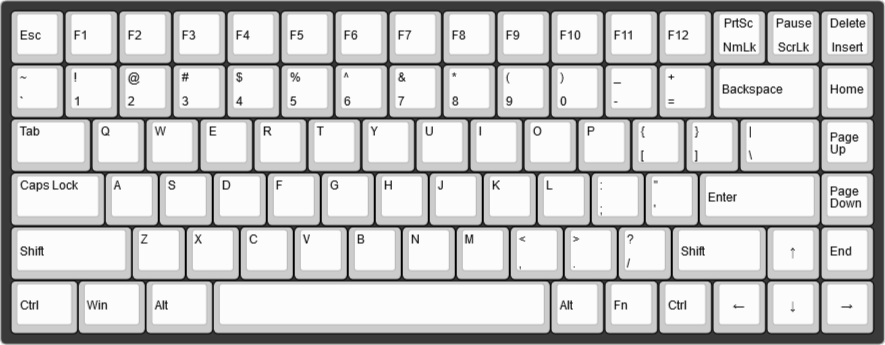 Esc F1 F2 F3 F4 F5 F6 F7 F8 F9 F10 F11 F12 PrtSc Pause Delete
NmLk ScrLk Insert
~ ! @ # $ % ^ & * ( ) _ + Backspace Home
` 1 2 3 4 5 6 7 8 9 0 - =
Tab Q W E R T Y U I O P { } | Page
[ ] \ Up
Caps Lock A S D F G H J K L : " Enter Page
; ' Down
Shift Z X C V B N M < > ? Shift ↑ End
, . /
Ctrl Win Alt Alt Fn Ctrl ← ↓ →